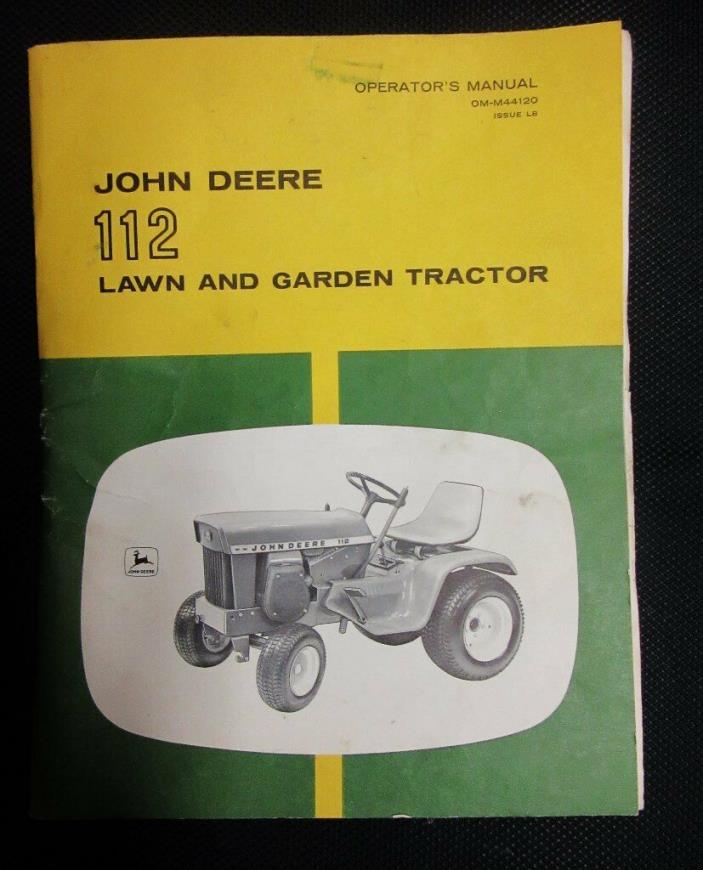 OPERATOR'S MANUAL
OM-M44120
ISSUE L8
JOHN DEERE
112
LAWN AND GARDEN TRACTOR
JOHN DEERE 112
JOHN DEERE